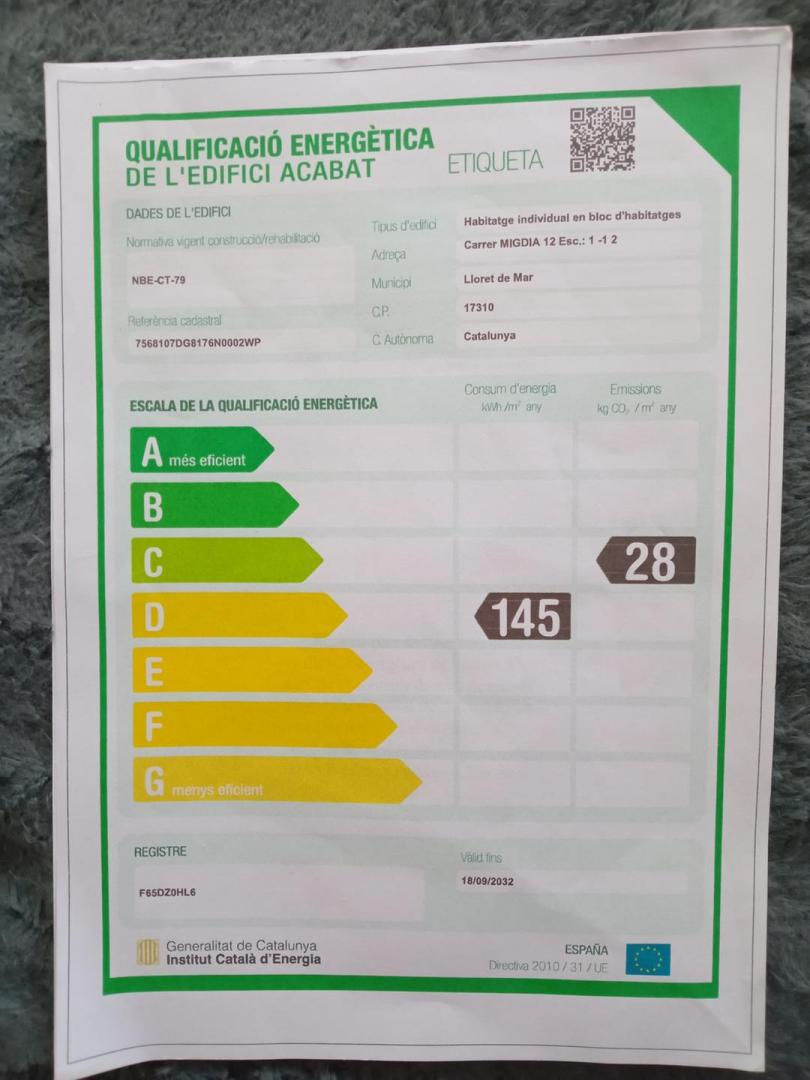 QUALIFICACIÓ ENERGÈTICA
DE L'EDIFICI ACABAT
ETIQUETA
DADES DE L'EDIFICI
Normativa vigent construcció/rehabilitació
NBE-CT-79
Referència cadastral
7568107DG8176N0002WP
Tipus d'edifici
Habitatge individual en bloc d'habitatges
Adreça
Carrer MIGDIA 12 Esc.: 1 -1 2
Municipi
Lloret de Mar
C.P.
17310
C. Autònoma
Catalunya
ESCALA DE LA QUALIFICACIÓ ENERGÈTICA
Consum d'energia
kWh /m² any
Emissions
kg CO₂ / m² any
A més eficient
B
C
28
D
145
E
F
G menys eficient
REGISTRE
F65DZ0HL6
Vàlid fins
18/09/2032
Generalitat de Catalunya
Institut Català d'Energia
ESPAÑA
Directiva 2010 / 31 / UE